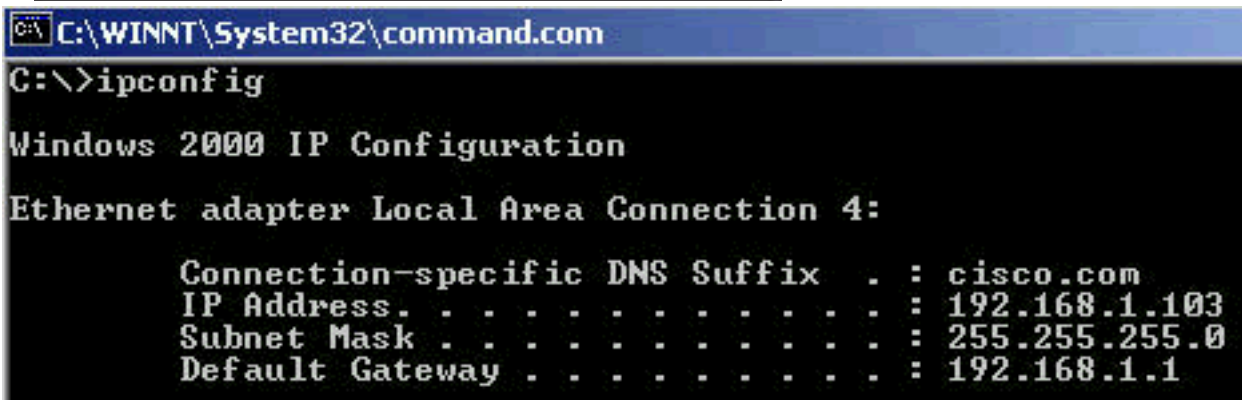 C:\WINNT\System32\command.com
C:\>ipconfig
Windows 2000 IP Configuration
Ethernet adapter Local Area Connection 4:
Connection-specific DNS Suffix . : cisco.com
IP Address. . . . . . . . . . . . : 192.168.1.103
Subnet Mask . . . . . . . . . . . : 255.255.255.0
Default Gateway . . . . . . . . . : 192.168.1.1